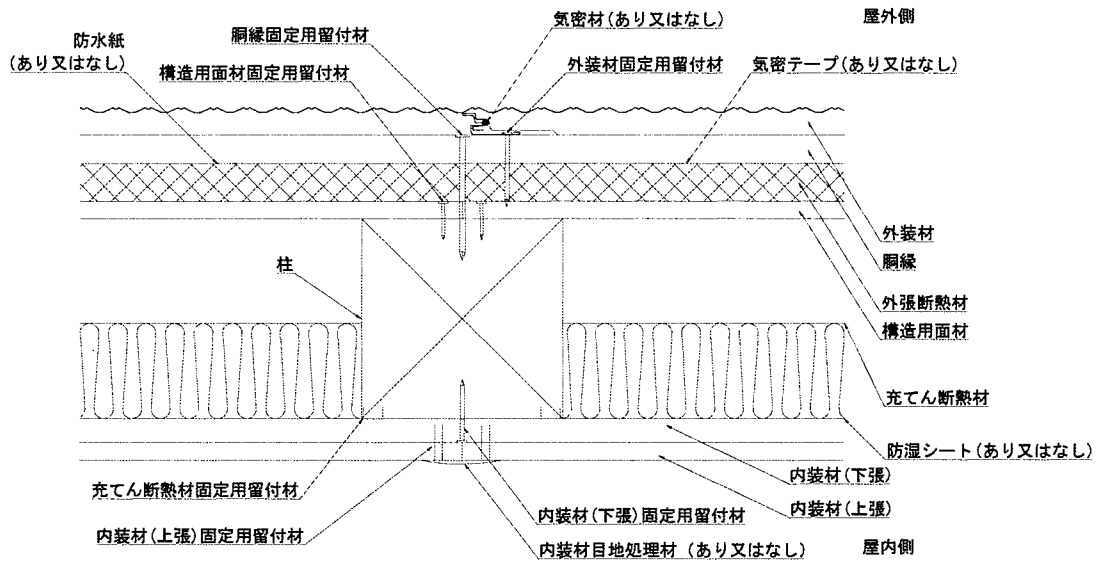 気密材(あり又はなし)
屋外側
胴縁固定用留付材
防水紙
(あり又はなし)
構造用面材固定用留付材
外装材固定用留付材
気密テープ(あり又はなし)
外装材
胴縁
柱
外張断熱材
構造用面材
充てん断熱材
防湿シート(あり又はなし)
内装材(下張)
充てん断熱材固定用留付材
内装材(上張)
内装材(下張)固定用留付材
内装材(上張)固定用留付材
内装材目地処理材 (あり又はなし)
屋内側